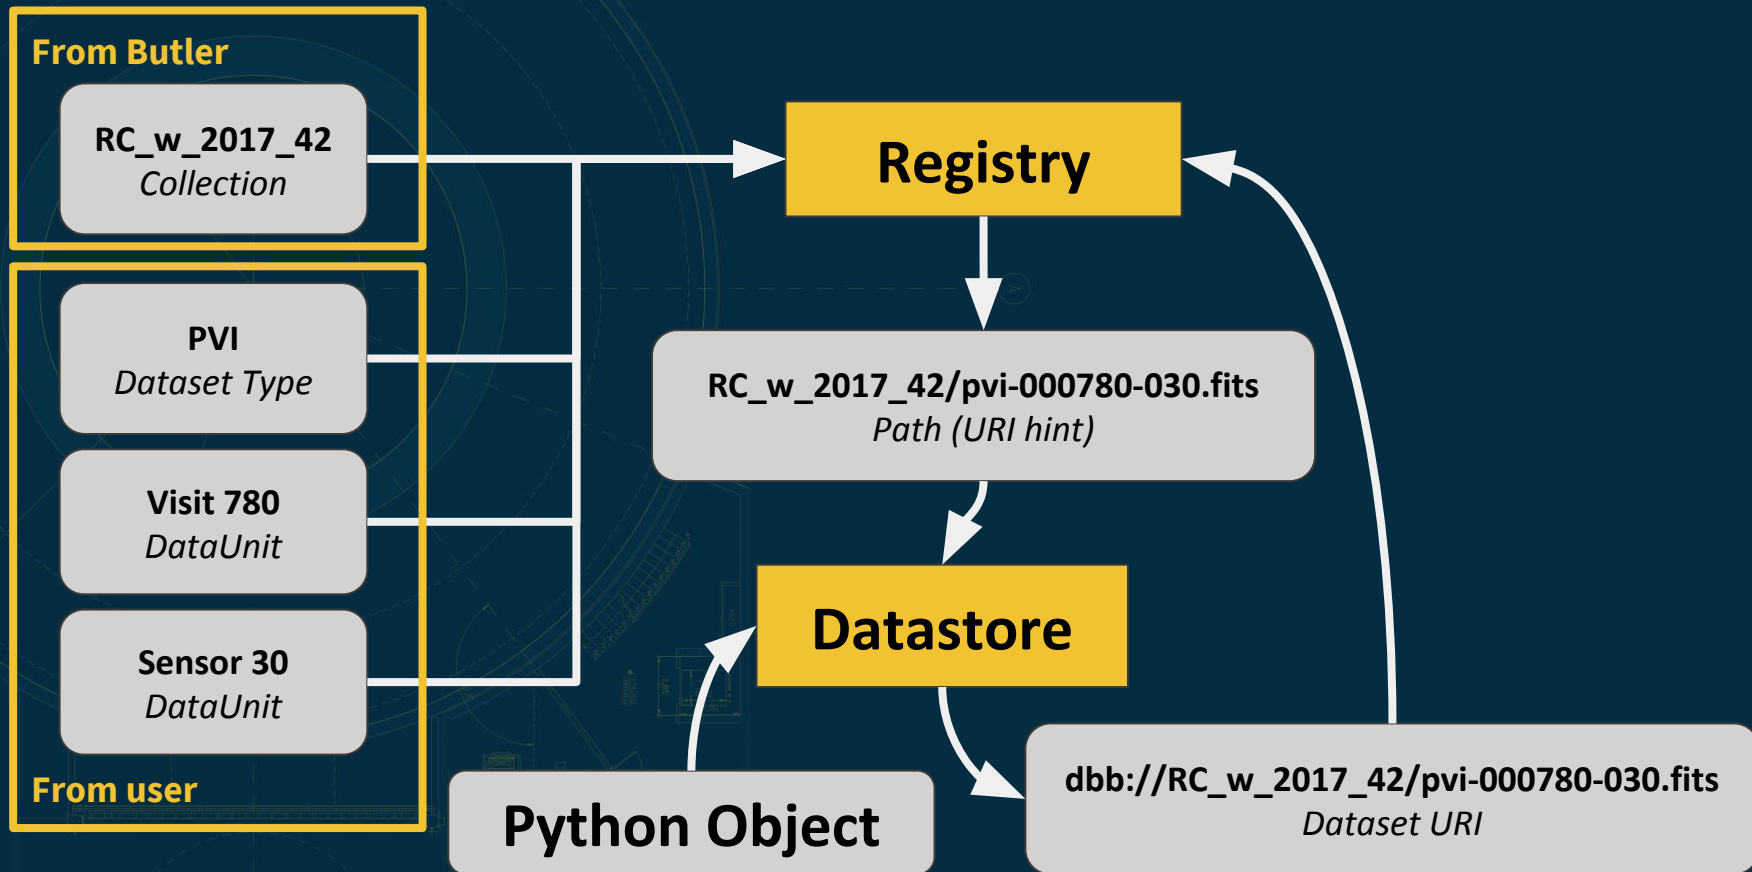 From Butler
RC_w_2017_42
Collection
PVI
Dataset Type
Visit 780
DataUnit
Sensor 30
DataUnit
From user
Registry
RC_w_2017_42/pvi-000780-030.fits
Path (URI hint)
Datastore
Python Object
dbb://RC_w_2017_42/pvi-000780-030.fits
Dataset URI